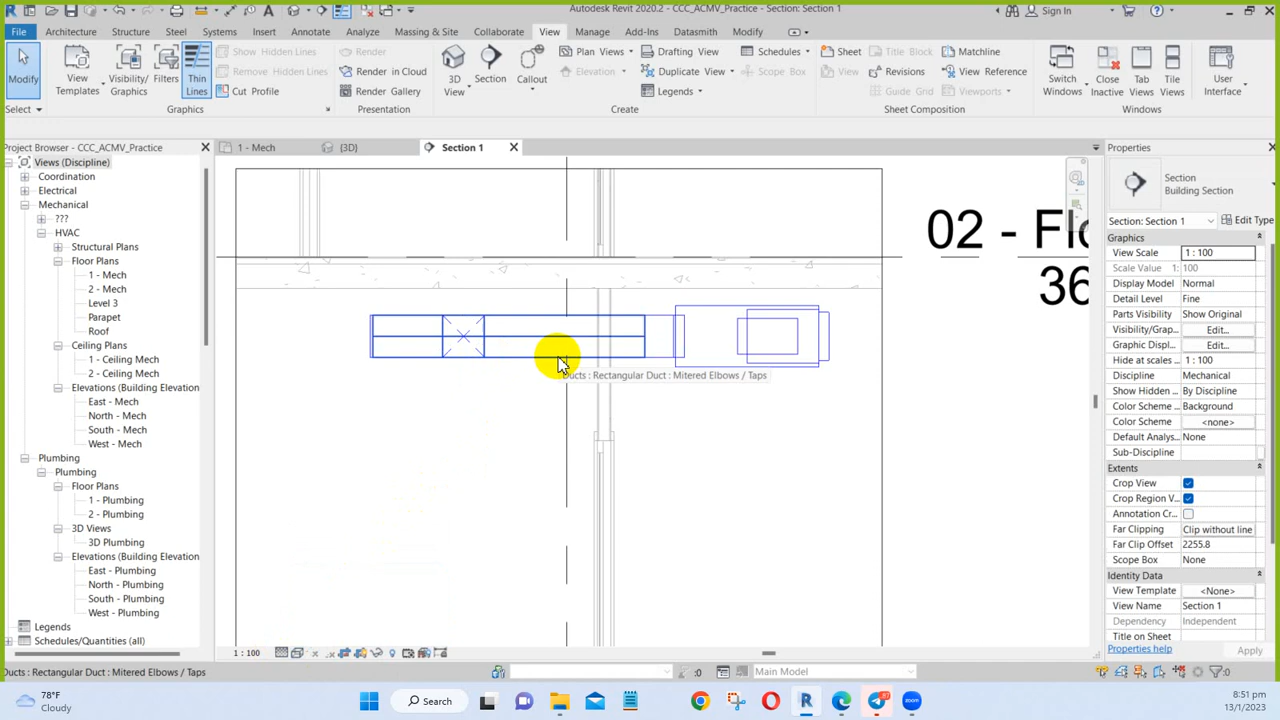 Autodesk Revit 2020.2 - CCC_ACMV_Practice - Section: Section 1
Sign In
File Architecture Structure Steel Systems Insert Annotate Analyze Massing & Site Collaborate View Manage Add-Ins Datasmith Modify
Modify
View Templates
Visibility/ Graphics
Filters
Thin Lines
Show Hidden Lines
Remove Hidden Lines
Cut Profile
Render
Render in Cloud
Render Gallery
3D View
Section
Callout
Plan Views
Elevation
Drafting View
Duplicate View
Legends
Schedules
Scope Box
Sheet
View
Title Block
Revisions
Guide Grid
Matchline
View Reference
Viewports
Switch Windows
Close Inactive
Tab Views
Tile Views
User Interface
Select Graphics Presentation Create Sheet Composition Windows
Project Browser - CCC_ACMV_Practice
1 - Mech {3D} Section 1
Properties
Views (Discipline)
Coordination
Electrical
Mechanical
???
HVAC
Structural Plans
Floor Plans
1 - Mech
2 - Mech
Level 3
Parapet
Roof
Ceiling Plans
1 - Ceiling Mech
2 - Ceiling Mech
Elevations (Building Elevation
East - Mech
North - Mech
South - Mech
West - Mech
Plumbing
Plumbing
Floor Plans
1 - Plumbing
2 - Plumbing
3D Views
3D Plumbing
Elevations (Building Elevation
East - Plumbing
North - Plumbing
South - Plumbing
West - Plumbing
Legends
Schedules/Quantities (all)
02 - Flo
36
Ducts : Rectangular Duct : Mitered Elbows / Taps
Section
Building Section
Section: Section 1 Edit Type
Graphics
View Scale 1 : 100
Scale Value 1: 100
Display Model Normal
Detail Level Fine
Parts Visibility Show Original
Visibility/Grap... Edit...
Graphic Displ... Edit...
Hide at scales ... 1 : 100
Discipline Mechanical
Show Hidden ... By Discipline
Color Scheme ... Background
Color Scheme <none>
Default Analys... None
Sub-Discipline
Extents
Crop View
Crop Region V...
Annotation Cr...
Far Clipping Clip without line
Far Clip Offset 2255.8
Scope Box None
Identity Data
View Template <None>
View Name Section 1
Dependency Independent
Title on Sheet
Properties help Apply
1 : 100
Ducts : Rectangular Duct : Mitered Elbows / Taps
:0 Main Model :0
78°F
Cloudy
Search
8:51 pm
13/1/2023